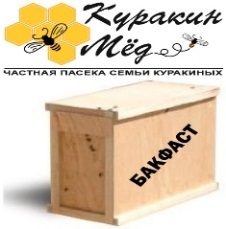 Куракин
Мёд
ЧАСТНАЯ ПАСЕКА СЕМЬИ КУРАКИНЫХ
БАКФАСТ